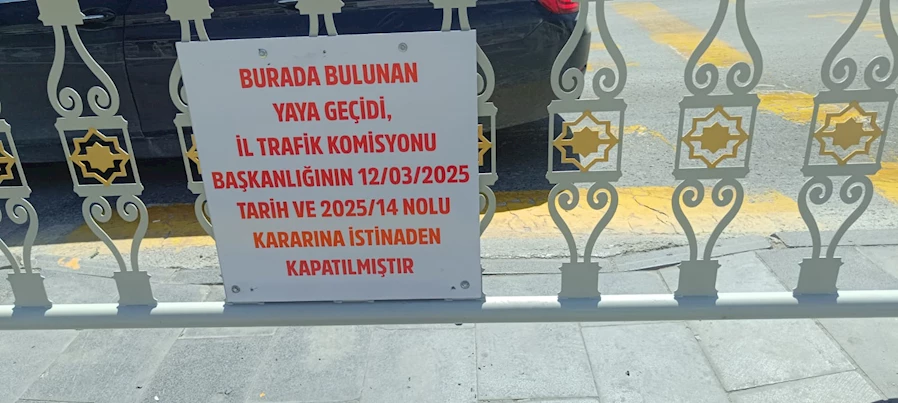 BURADA BULUNAN
YAYA GEÇİDİ,
İL TRAFİK KOMİSYONU
BAŞKANLIĞININ 12/03/2025
TARİH VE 2025/14 NOLU
KARARINA İSTİNADEN
KAPATILMIŞTIR